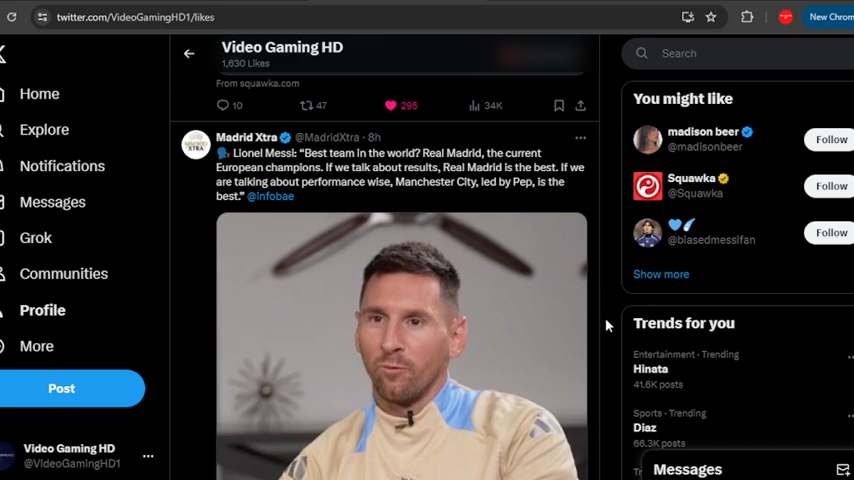 twitter.com/VideoGamingHD1/likes
New Chrom
Video Gaming HD
1,630 Likes
Search
From squawka.com
10
47
295
34K
Home
Explore
Notifications
Messages
Grok
Communities
Profile
More
Post
Video Gaming HD
@VideoGamingHD1
MADRID
XTRA
Madrid Xtra @MadridXtra · 8h
Lionel Messi: “Best team in the world? Real Madrid, the current
European champions. If we talk about results, Real Madrid is the best. If we
are talking about performance wise, Manchester City, led by Pep, is the
best.” @infobae
You might like
madison beer
@madisonbeer
Follow
Squawka
@Squawka
Follow
@blasedmessifan
Follow
Show more
Trends for you
Entertainment · Trending
Hinata
41.6K posts
Sports · Trending
Diaz
66.3K posts
Messages